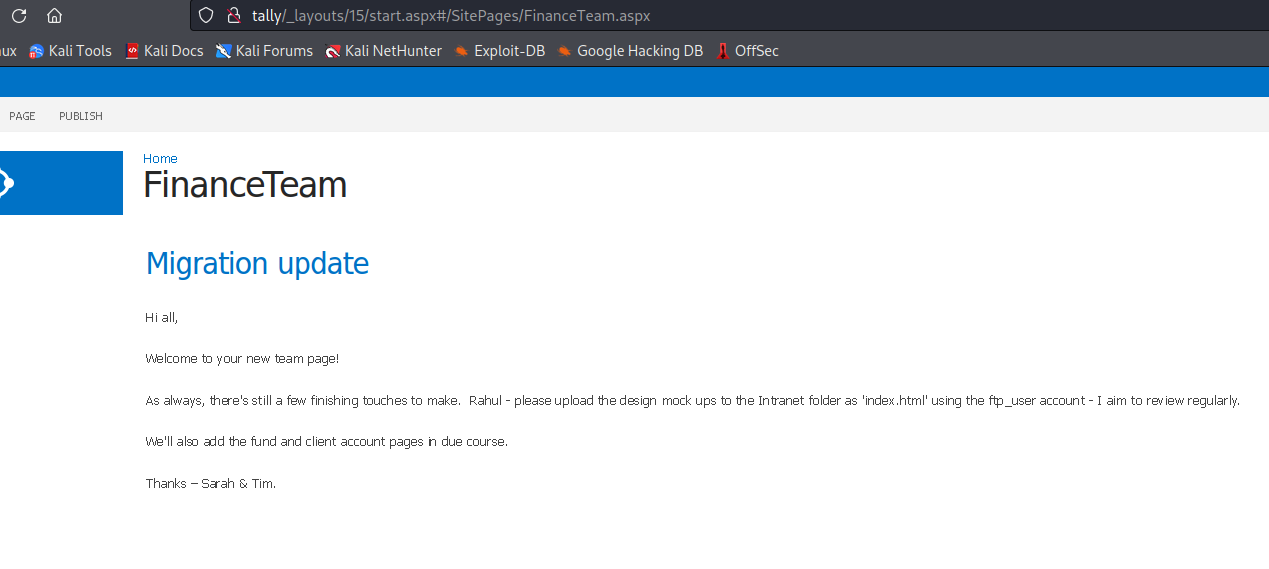 tally/_layouts/15/start.aspx#/SitePages/FinanceTeam.aspx
ux Kali Tools Kali Docs Kali Forums Kali NetHunter Exploit-DB Google Hacking DB OffSec
PAGE PUBLISH
Home
FinanceTeam
Migration update
Hi all,
Welcome to your new team page!
As always, there's still a few finishing touches to make.  Rahul - please upload the design mock ups to the Intranet folder as 'index.html' using the ftp_user account - I aim to review regularly.
We'll also add the fund and client account pages in due course.
Thanks – Sarah & Tim.